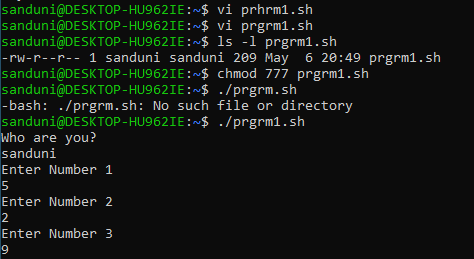 sanduni@DESKTOP-HU962IE:~$ vi prhrm1.sh
sanduni@DESKTOP-HU962IE:~$ vi prgrm1.sh
sanduni@DESKTOP-HU962IE:~$ ls -l prgrm1.sh
-rw-r--r-- 1 sanduni sanduni 209 May  6 20:49 prgrm1.sh
sanduni@DESKTOP-HU962IE:~$ chmod 777 prgrm1.sh
sanduni@DESKTOP-HU962IE:~$ ./prgrm.sh
-bash: ./prgrm.sh: No such file or directory
sanduni@DESKTOP-HU962IE:~$ ./prgrm1.sh
Who are you?
sanduni
Enter Number 1
5
Enter Number 2
2
Enter Number 3
9